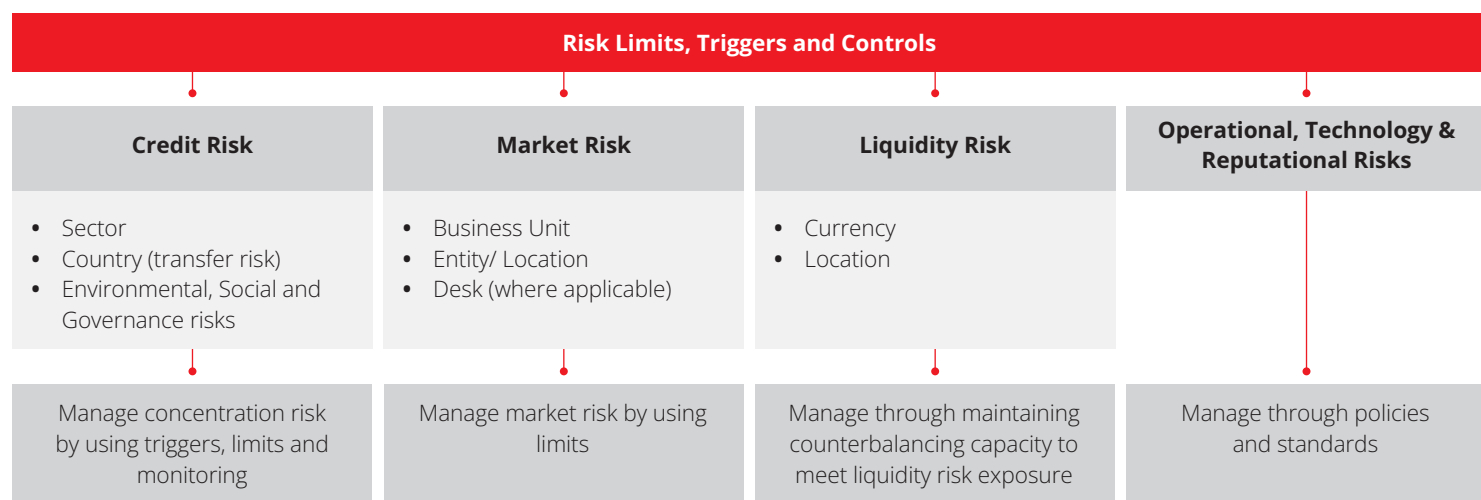 Risk Limits, Triggers and Controls
Credit Risk
Market Risk
Liquidity Risk
Operational, Technology &
Reputational Risks
• Sector
• Country (transfer risk)
• Environmental, Social and
Governance risks
• Business Unit
• Entity/ Location
• Desk (where applicable)
• Currency
• Location
Manage concentration risk
by using triggers, limits and
monitoring
Manage market risk by using
limits
Manage through maintaining
counterbalancing capacity to
meet liquidity risk exposure
Manage through policies
and standards